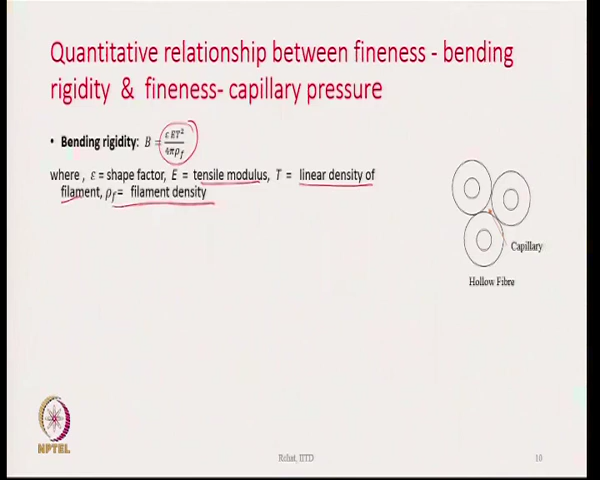 Quantitative relationship between fineness - bending
rigidity & fineness- capillary pressure
• Bending rigidity: B = εET²/4πρf
where , ε = shape factor, E = tensile modulus, T = linear density of
filament, ρf= filament density
Capillary
Hollow Fibre
NPTEL
IITD
10